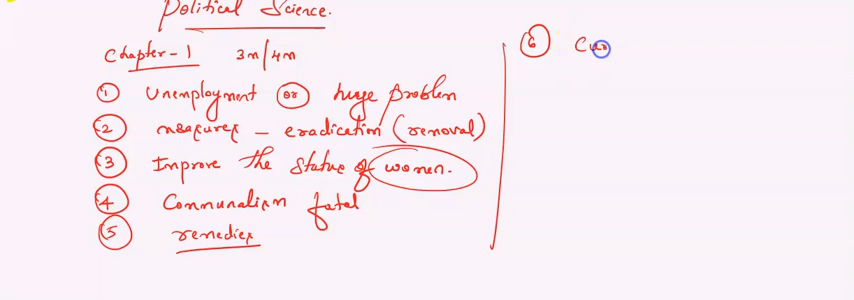 Political Science.
Chapter-1 3m/4m
① Unemployment or huge problem
② measures - eradication (removal)
③ Improve the status of women.
④ Communalism fatal
⑤ remedies
⑥